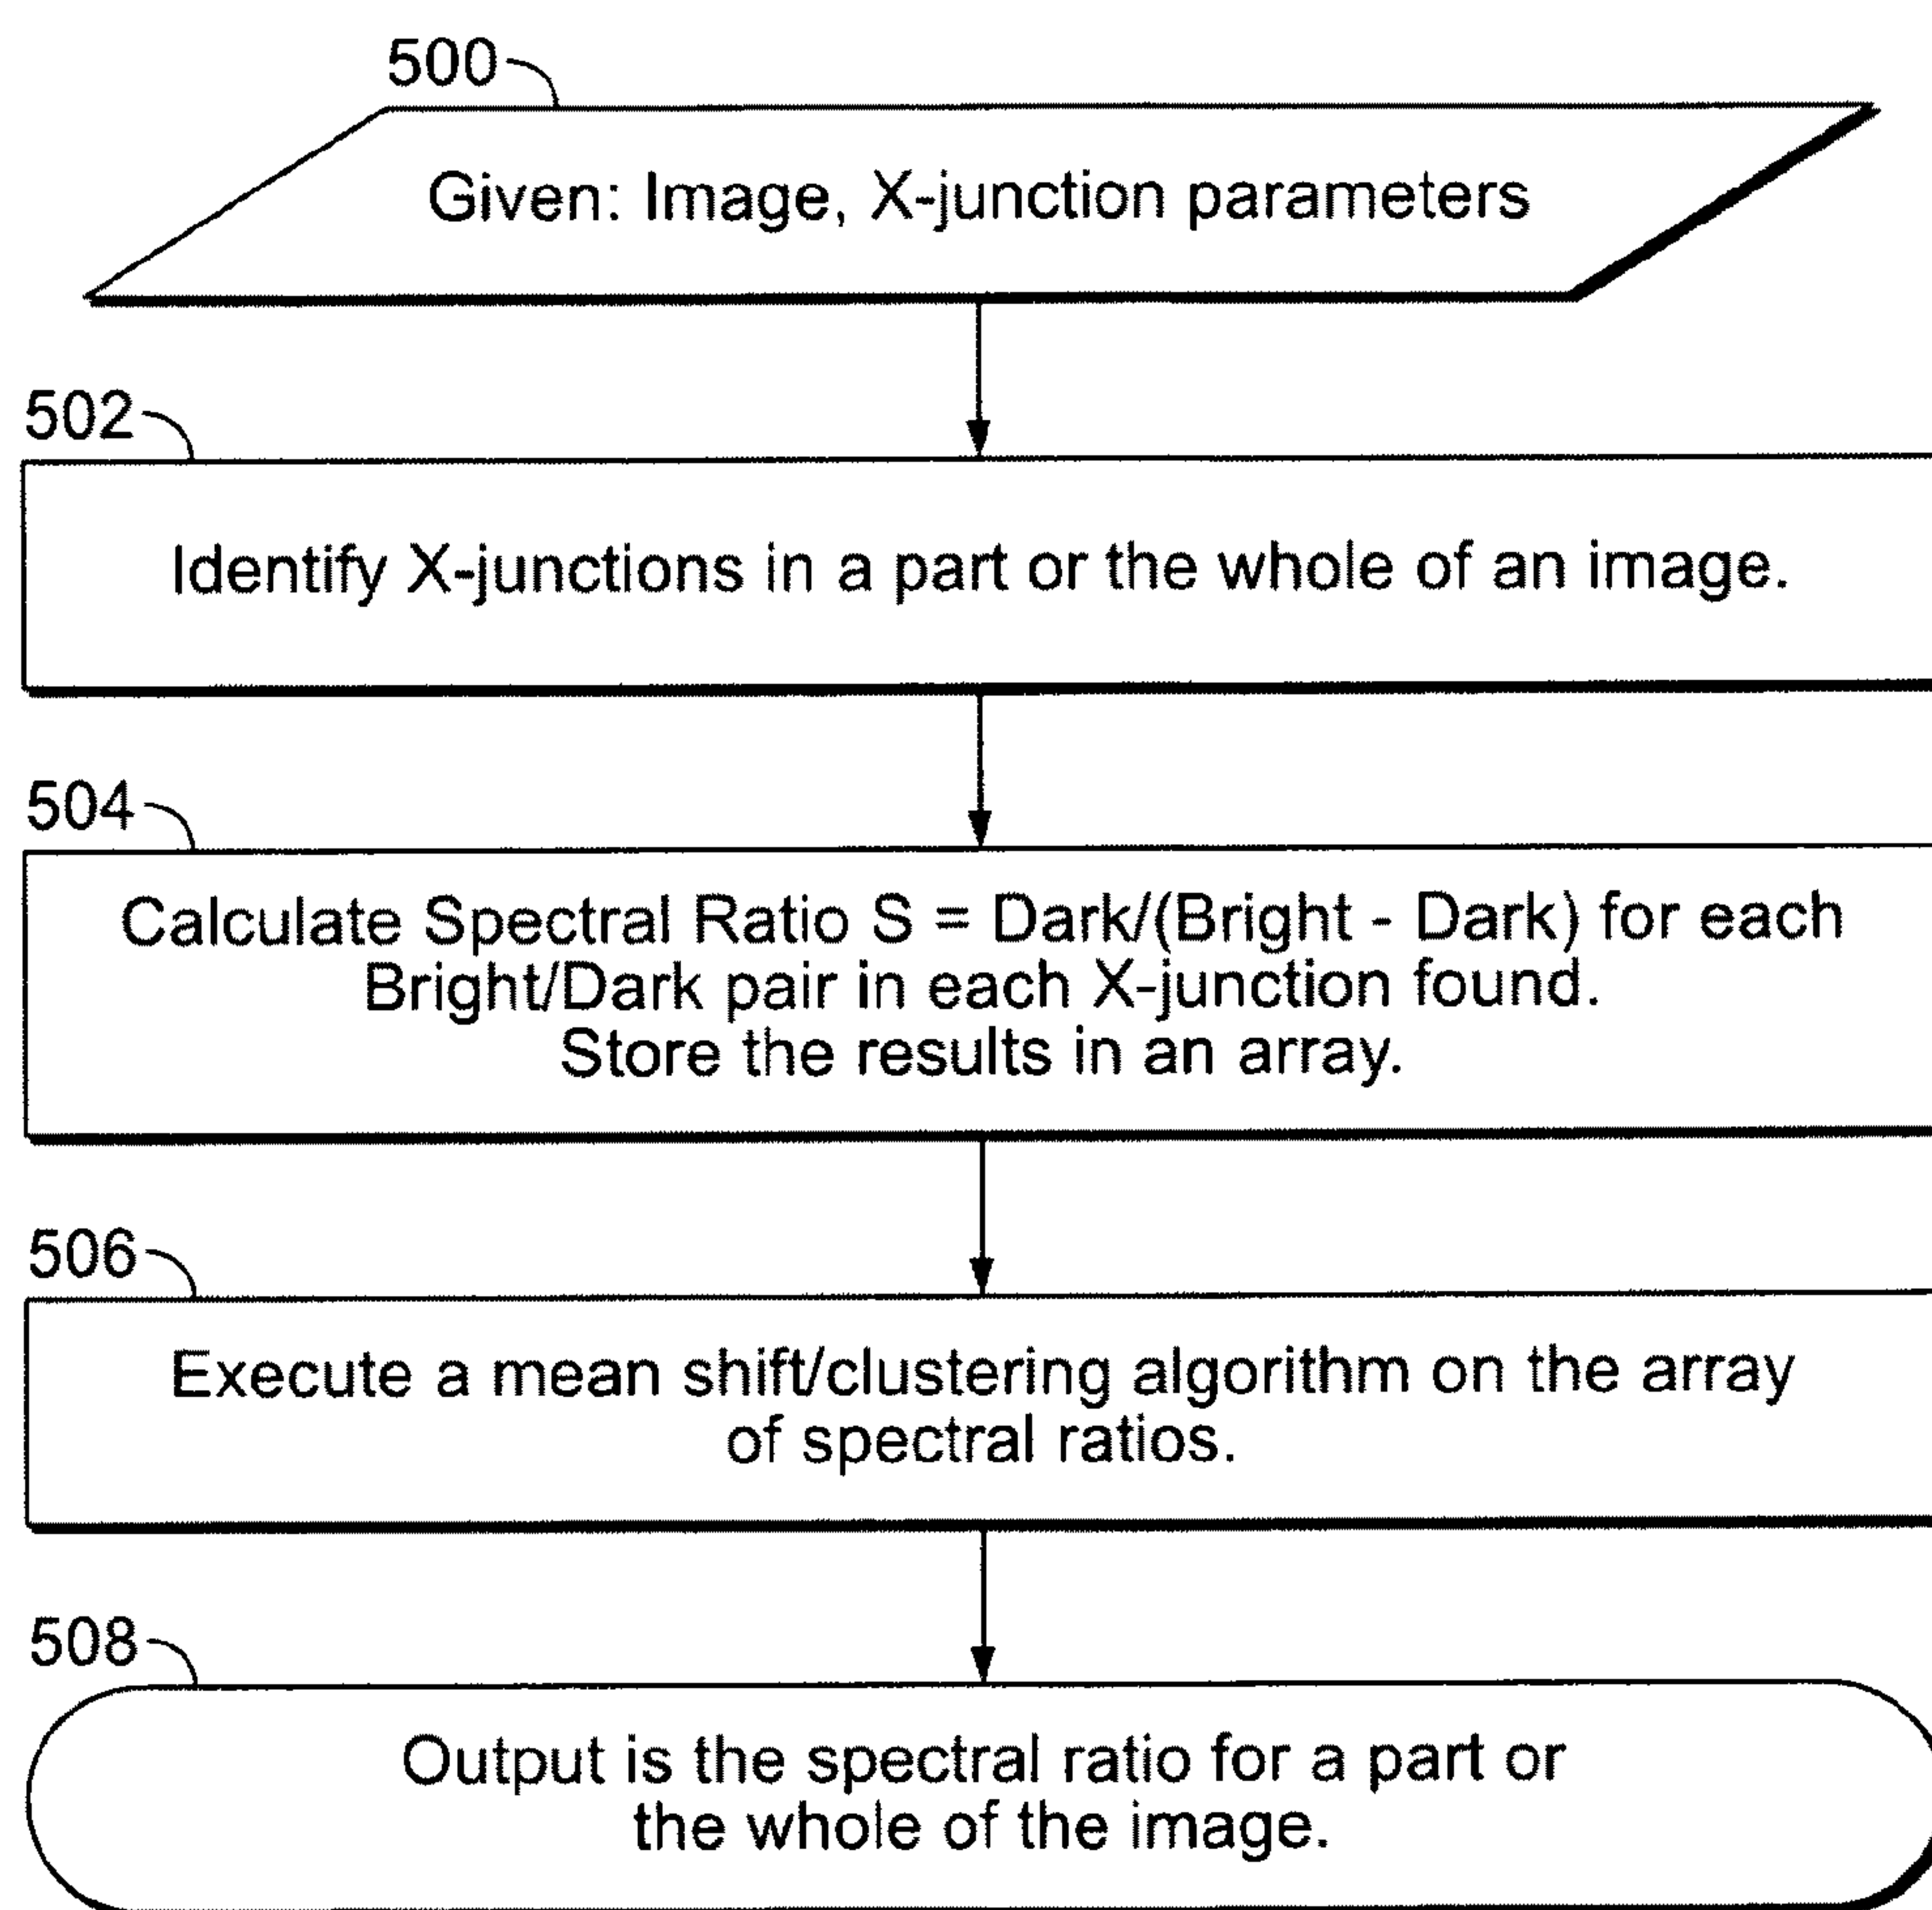 500
Given: Image, X-junction parameters
502
Identify X-junctions in a part or the whole of an image.
504
Calculate Spectral Ratio S = Dark/(Bright - Dark) for each
Bright/Dark pair in each X-junction found.
Store the results in an array.
506
Execute a mean shift/clustering algorithm on the array
of spectral ratios.
508
Output is the spectral ratio for a part or
the whole of the image.